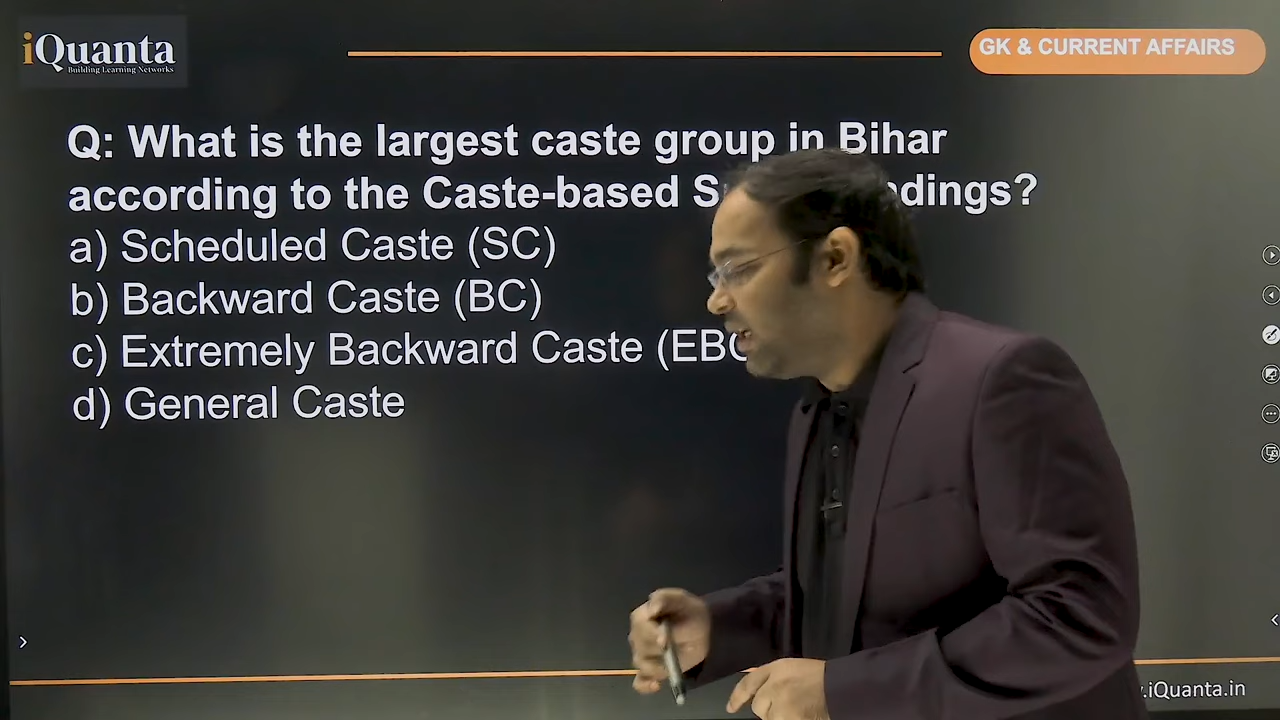 iQuanta
Building Learning Networks
GK & CURRENT AFFAIRS
Q: What is the largest caste group in Bihar
according to the Caste-based
a) Scheduled Caste (SC)
b) Backward Caste (BC)
c) Extremely Backward Caste (EBC
d) General Caste
.iQuanta.in